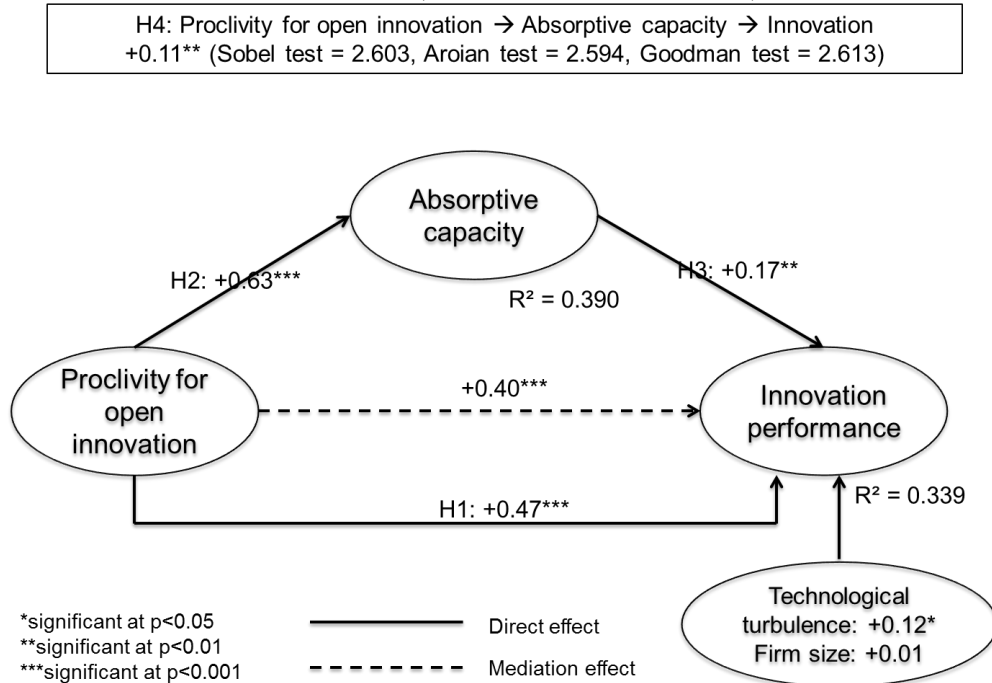 H4: Proclivity for open innovation → Absorptive capacity → Innovation
+0.11** (Sobel test = 2.603, Aroian test = 2.594, Goodman test = 2.613)
Absorptive
capacity
H2: +0.63***
H3: +0.17**
R² = 0.390
Proclivity for
open
innovation
+0.40***
Innovation
performance
R² = 0.339
H1: +0.47***
Technological
turbulence: +0.12*
Firm size: +0.01
*significant at p<0.05
**significant at p<0.01
***significant at p<0.001
Direct effect
Mediation effect